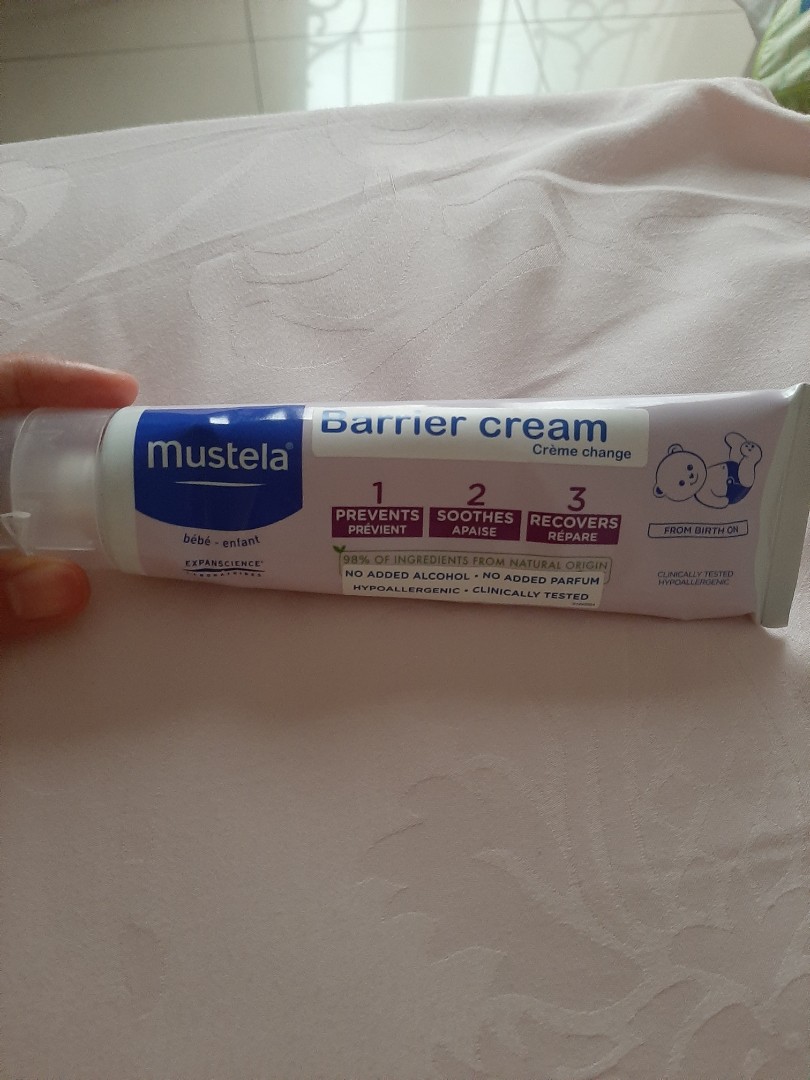 mustela®
bébé - enfant
EXPANSCIENCE
LABORATOIRES
Barrier cream
Crème change
1
PREVENTS
PRÉVIENT
2
SOOTHES
APAISE
3
RECOVERS
RÉPARE
98% OF INGREDIENTS FROM NATURAL ORIGIN
NO ADDED ALCOHOL • NO ADDED PARFUM
HYPOALLERGENIC • CLINICALLY TESTED
FROM BIRTH ON
CLINICALLY TESTED
HYPOALLERGENIC